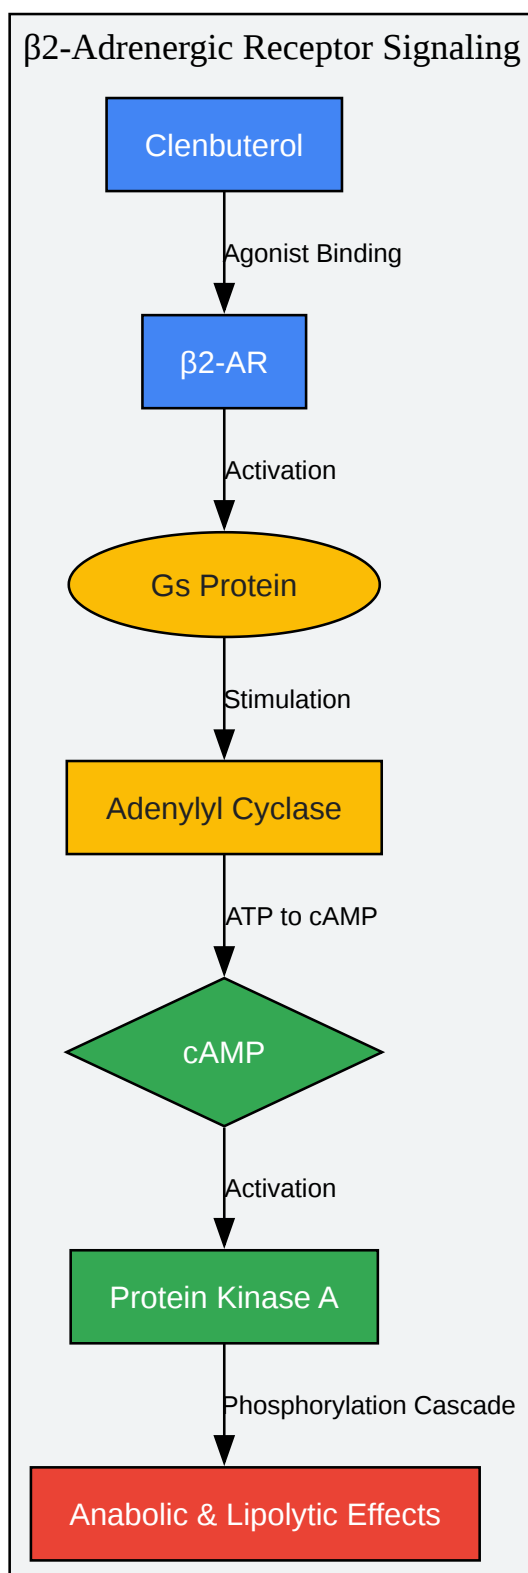 β2-Adrenergic Receptor Signaling
Clenbuterol
Agonist Binding
β2-AR
Activation
Gs Protein
Stimulation
Adenylyl Cyclase
ATP to cAMP
cAMP
Activation
Protein Kinase A
Phosphorylation Cascade
Anabolic & Lipolytic Effects